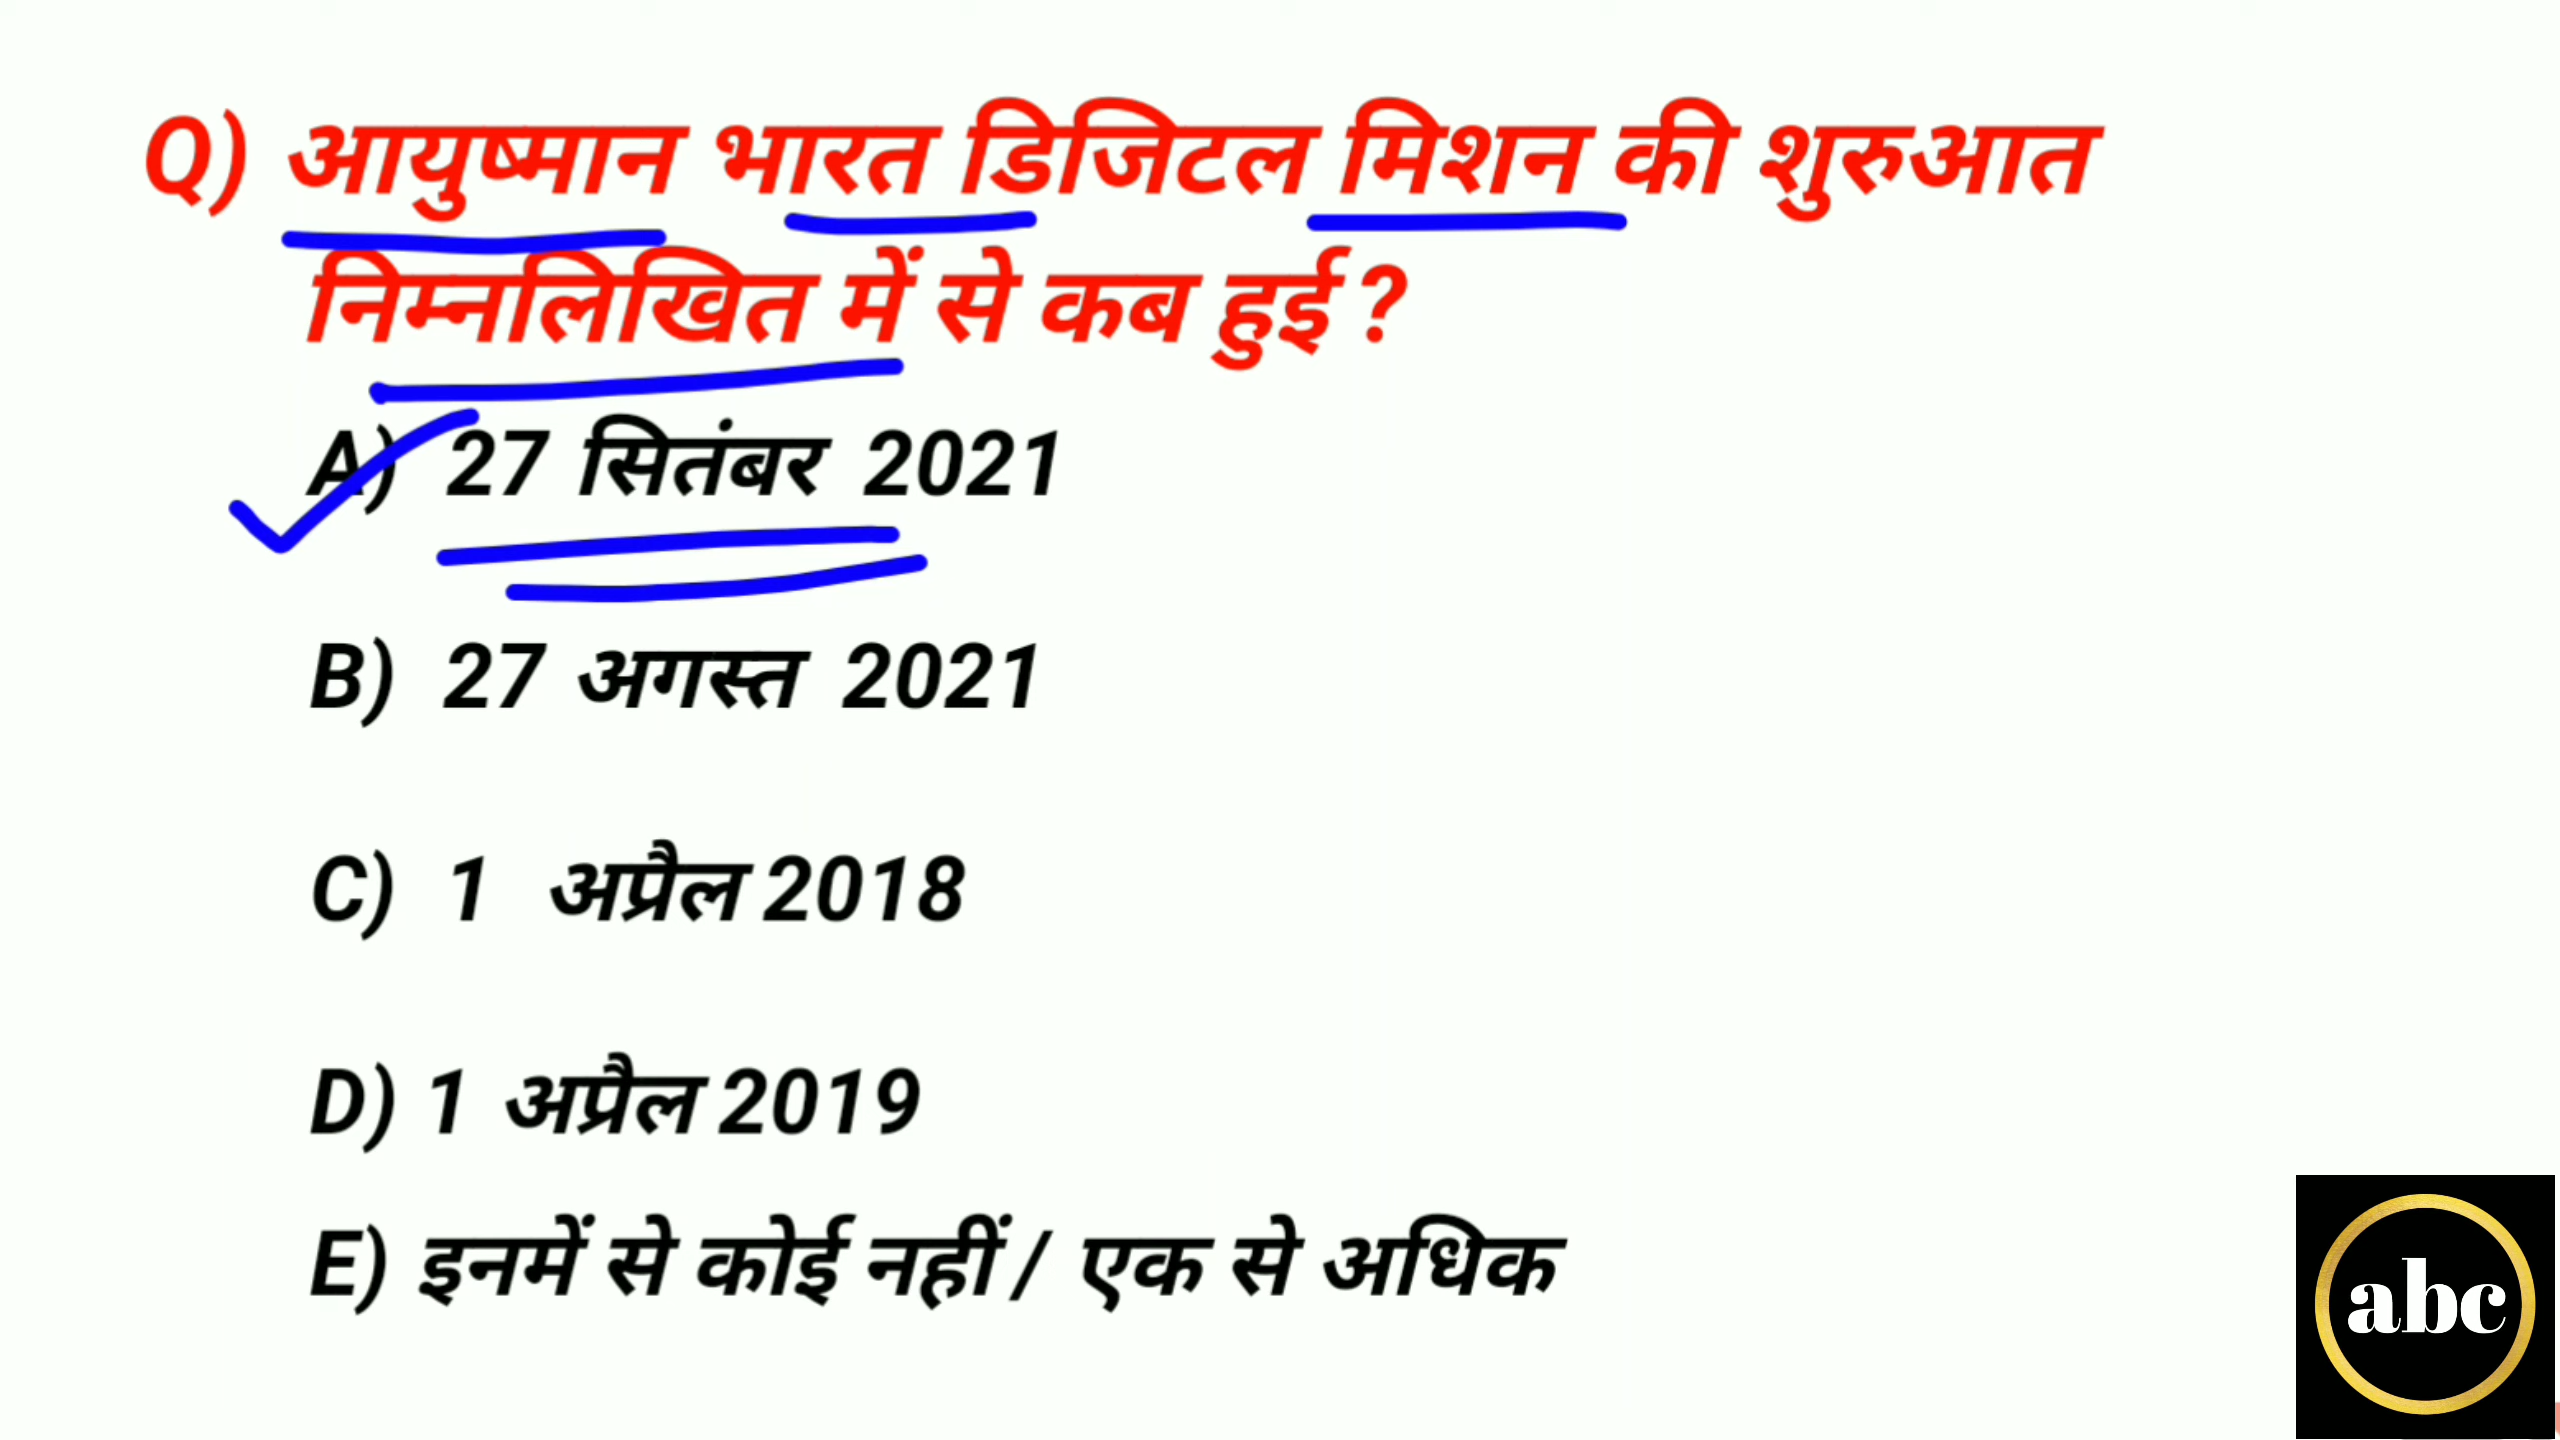 Q) आयुष्मान भारत डिजिटल मिशन की शुरुआत
निम्नलिखित में से कब हुई ?
A) 27 सितंबर 2021
B) 27 अगस्त 2021
C) 1 अप्रैल 2018
D) 1 अप्रैल 2019
E) इनमें से कोई नहीं / एक से अधिक
abc